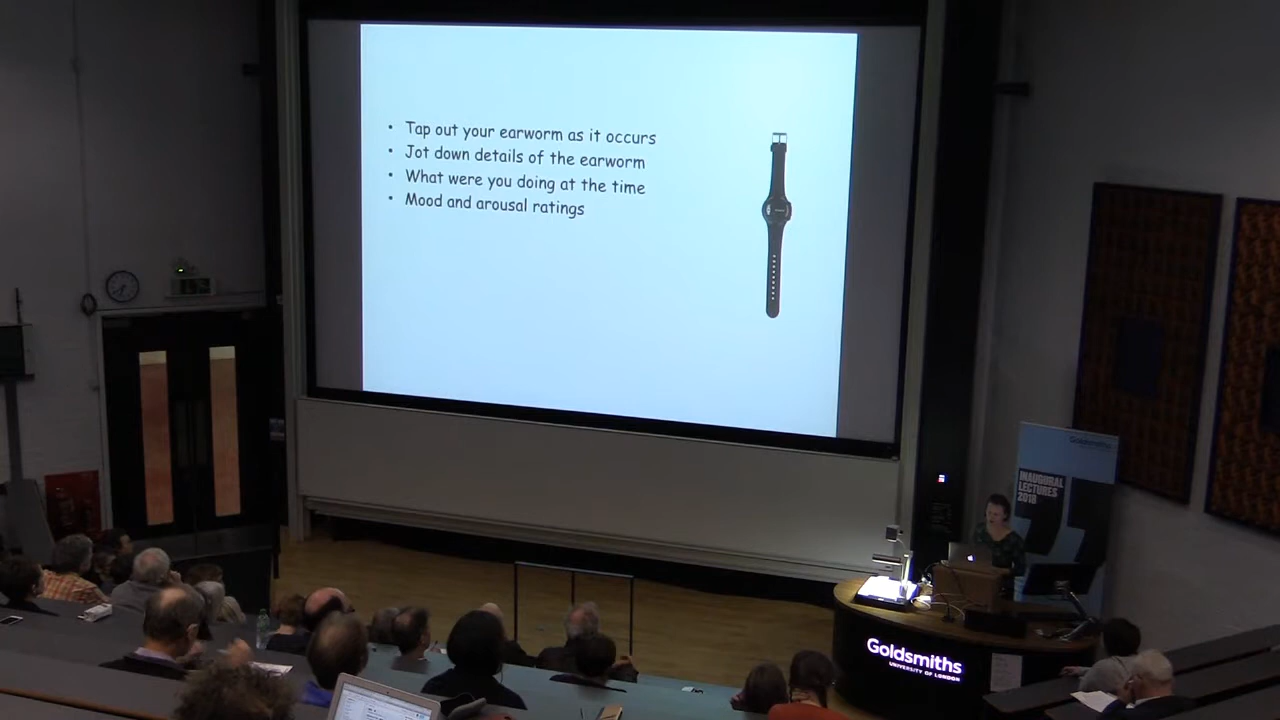 • Tap out your earworm as it occurs
• Jot down details of the earworm
• What were you doing at the time
• Mood and arousal ratings
Goldsmiths
INAUGURAL
LECTURES
2018
Goldsmiths
UNIVERSITY OF LONDON